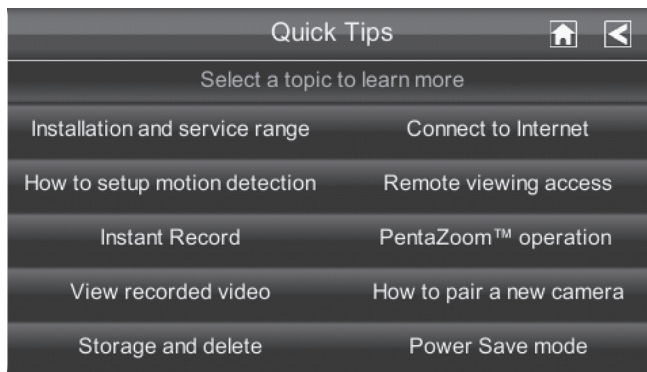 Quick Tips
Select a topic to learn more
Installation and service range
Connect to Internet
How to setup motion detection
Remote viewing access
Instant Record
PentaZoom™ operation
View recorded video
How to pair a new camera
Storage and delete
Power Save mode